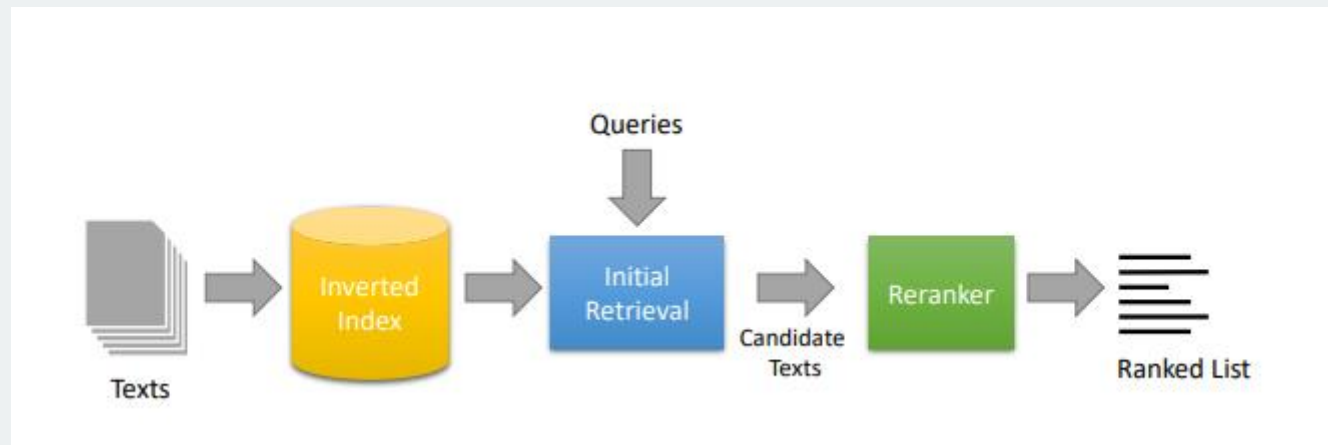 Queries
Inverted
Index
Initial
Retrieval
Reranker
Candidate
Texts
Ranked List
Texts